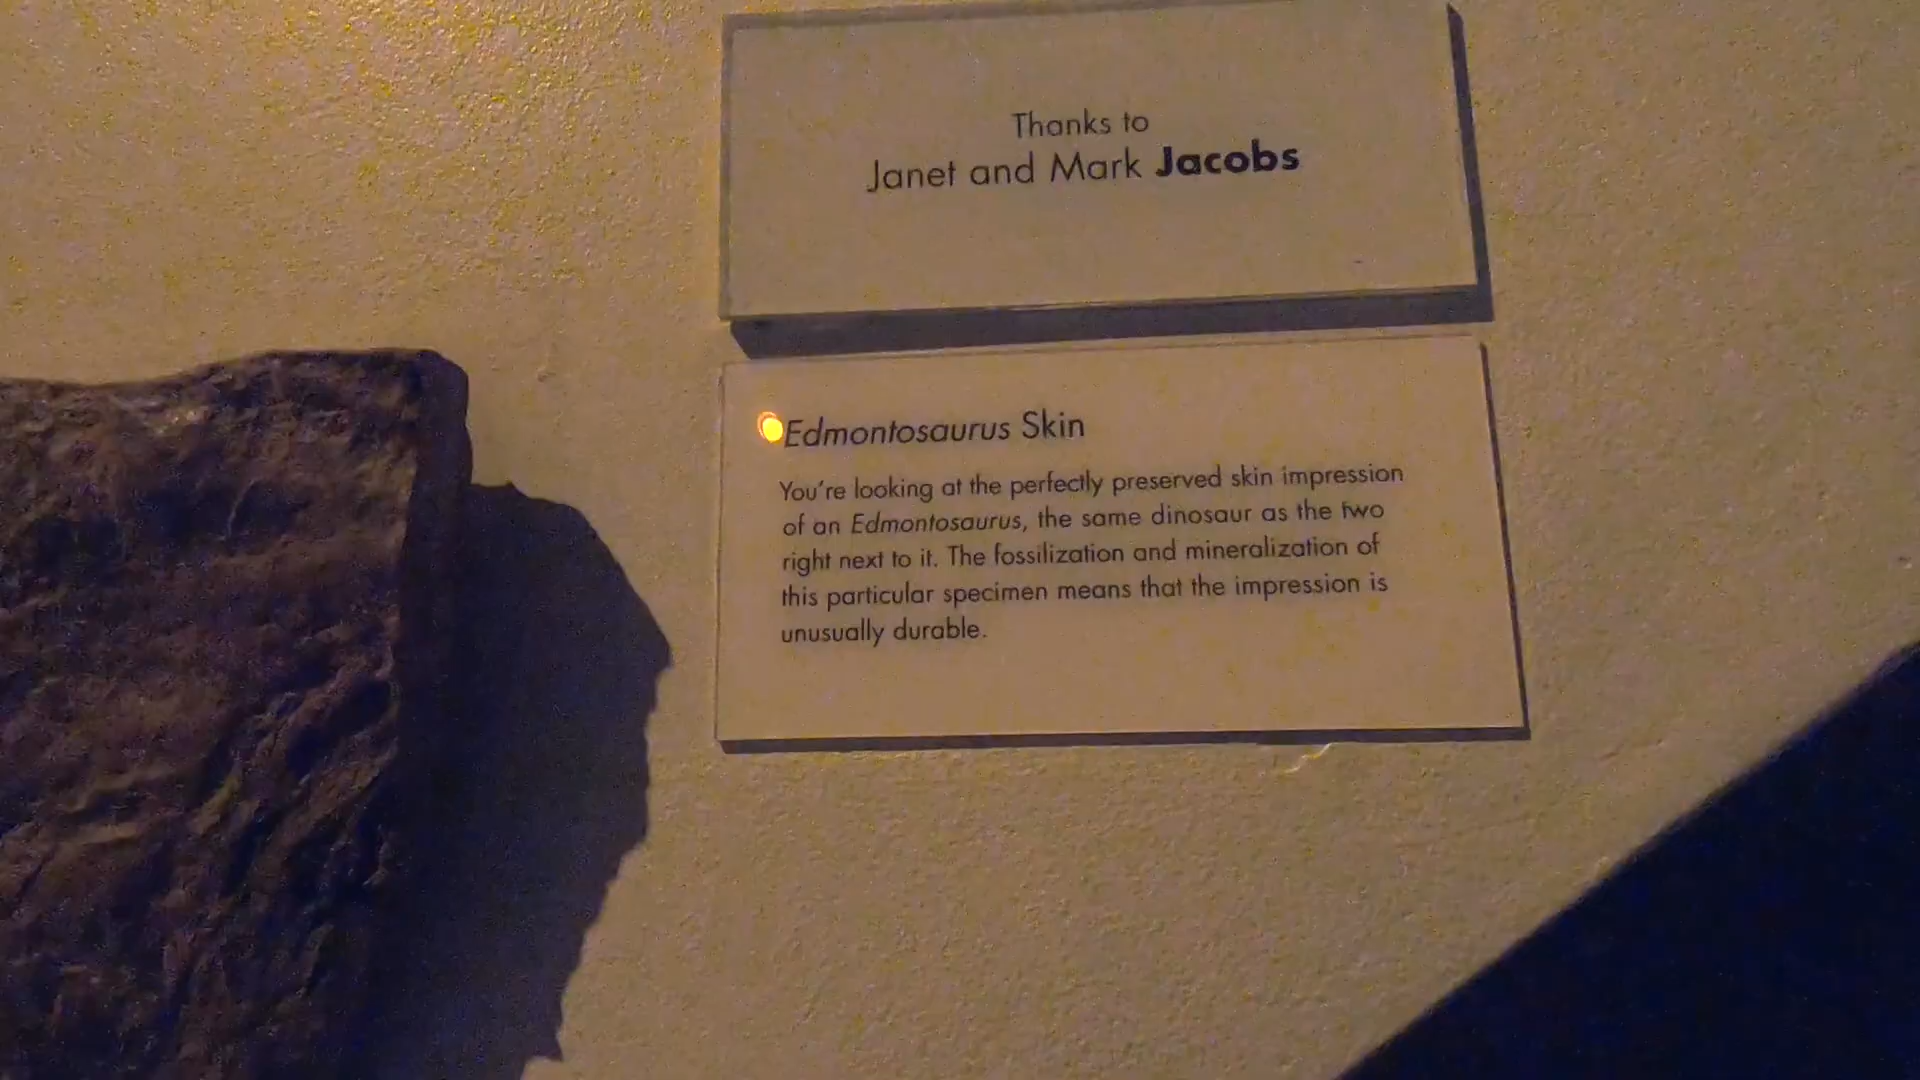 Thanks to
Janet and Mark Jacobs
Edmontosaurus Skin
You're looking at the perfectly preserved skin impression
of an Edmontosaurus, the same dinosaur as the two
right next to it. The fossilization and mineralization of
this particular specimen means that the impression is
unusually durable.